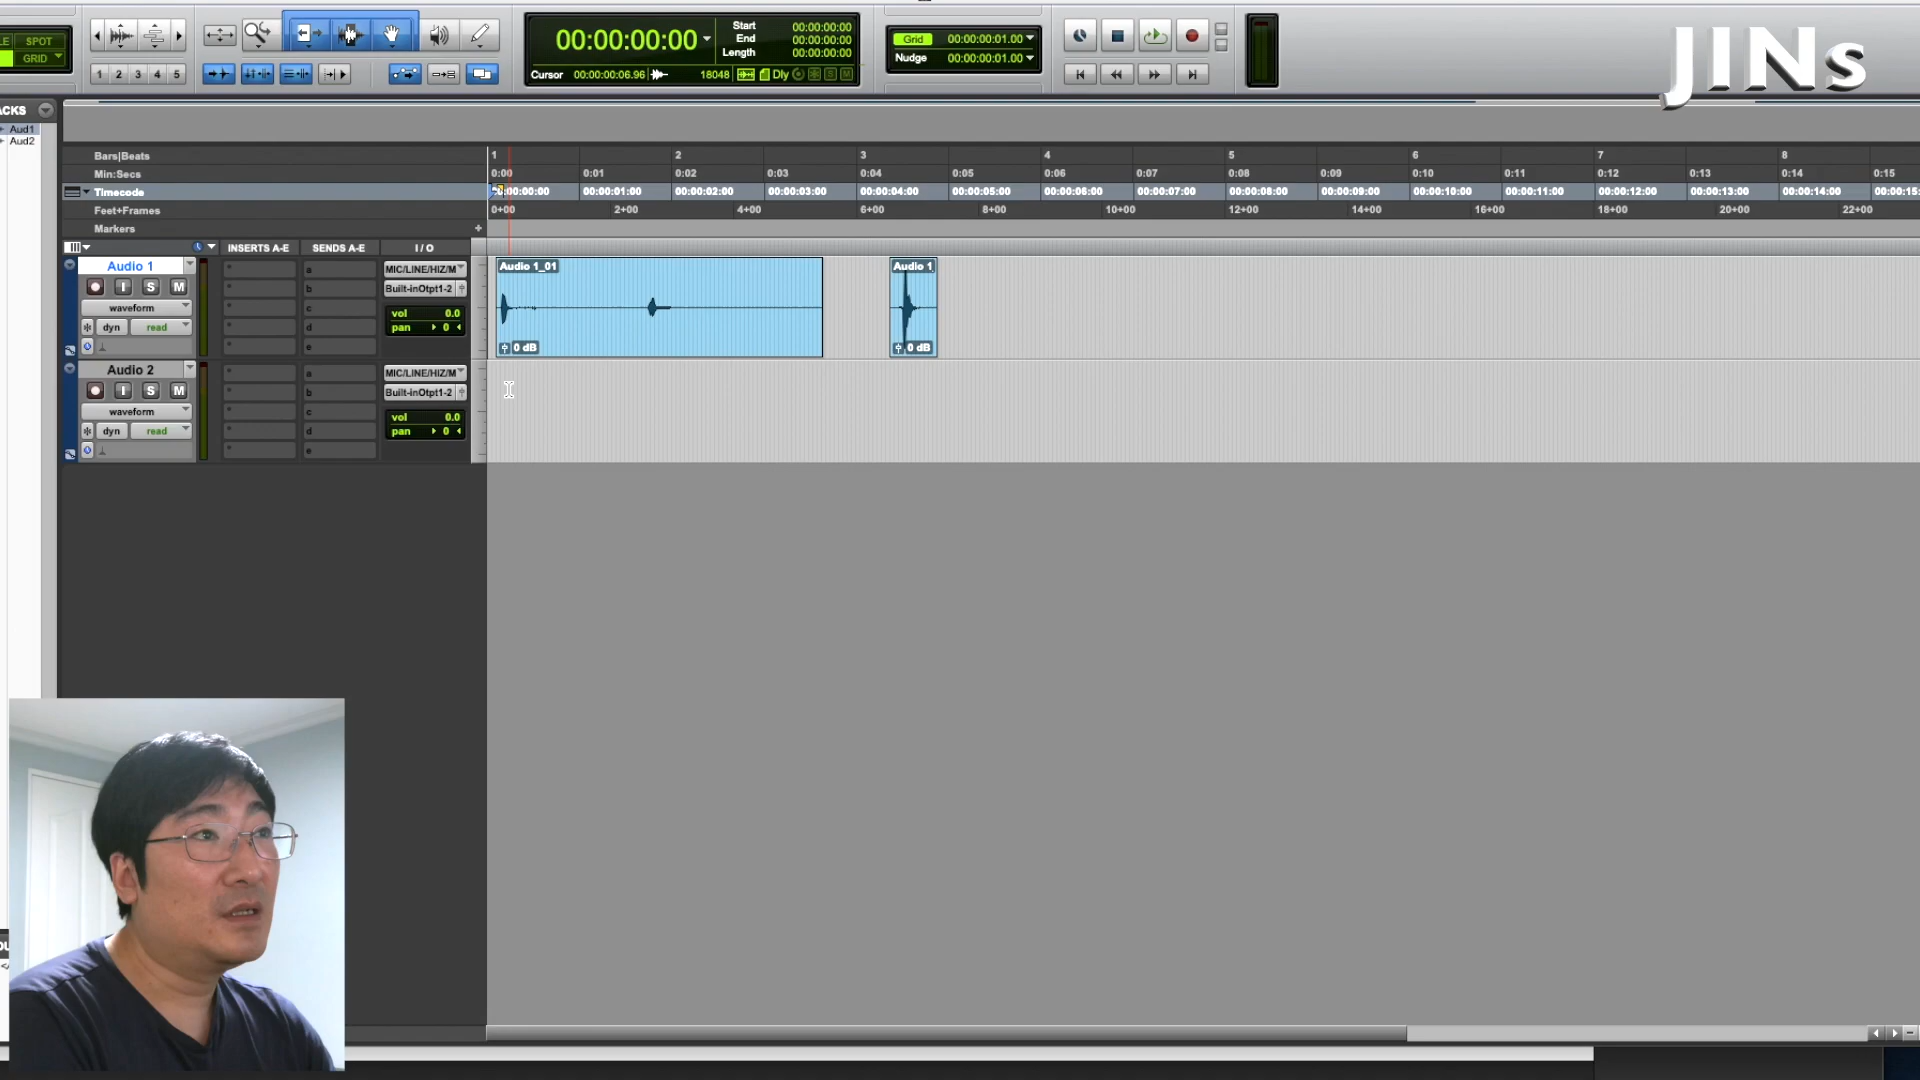 SPOT
GRID
1 2 3 4 5
00:00:00:00
Start 00:00:00:00
End 00:00:00:00
Length 00:00:00:00
Cursor 00:00:00:06.96 18048 Dly S M
Grid 00:00:00:01.00
Nudge 00:00:00:01.00
JINs
ACKS
Aud1
Aud2
Bars|Beats 1 2 3 4 5 6 7 8
Min:Secs 0:00 0:01 0:02 0:03 0:04 0:05 0:06 0:07 0:08 0:09 0:10 0:11 0:12 0:13 0:14 0:15
Timecode :00:00:00 00:00:01:00 00:00:02:00 00:00:03:00 00:00:04:00 00:00:05:00 00:00:06:00 00:00:07:00 00:00:08:00 00:00:09:00 00:00:10:00 00:00:11:00 00:00:12:00 00:00:13:00 00:00:14:00 00:00:15:
Feet+Frames 0+00 2+00 4+00 6+00 8+00 10+00 12+00 14+00 16+00 18+00 20+00 22+00
Markers +
INSERTS A-E SENDS A-E I / O
Audio 1
I S M
waveform
dyn read
a
b
c
d
e
MIC/LINE/HIZ/M
Built-inOtpt1-2
vol 0.0
pan 0
Audio 1_01
0 dB
Audio 1
0 dB
Audio 2
I S M
waveform
dyn read
a
b
c
d
e
MIC/LINE/HIZ/M
Built-inOtpt1-2
vol 0.0
pan 0